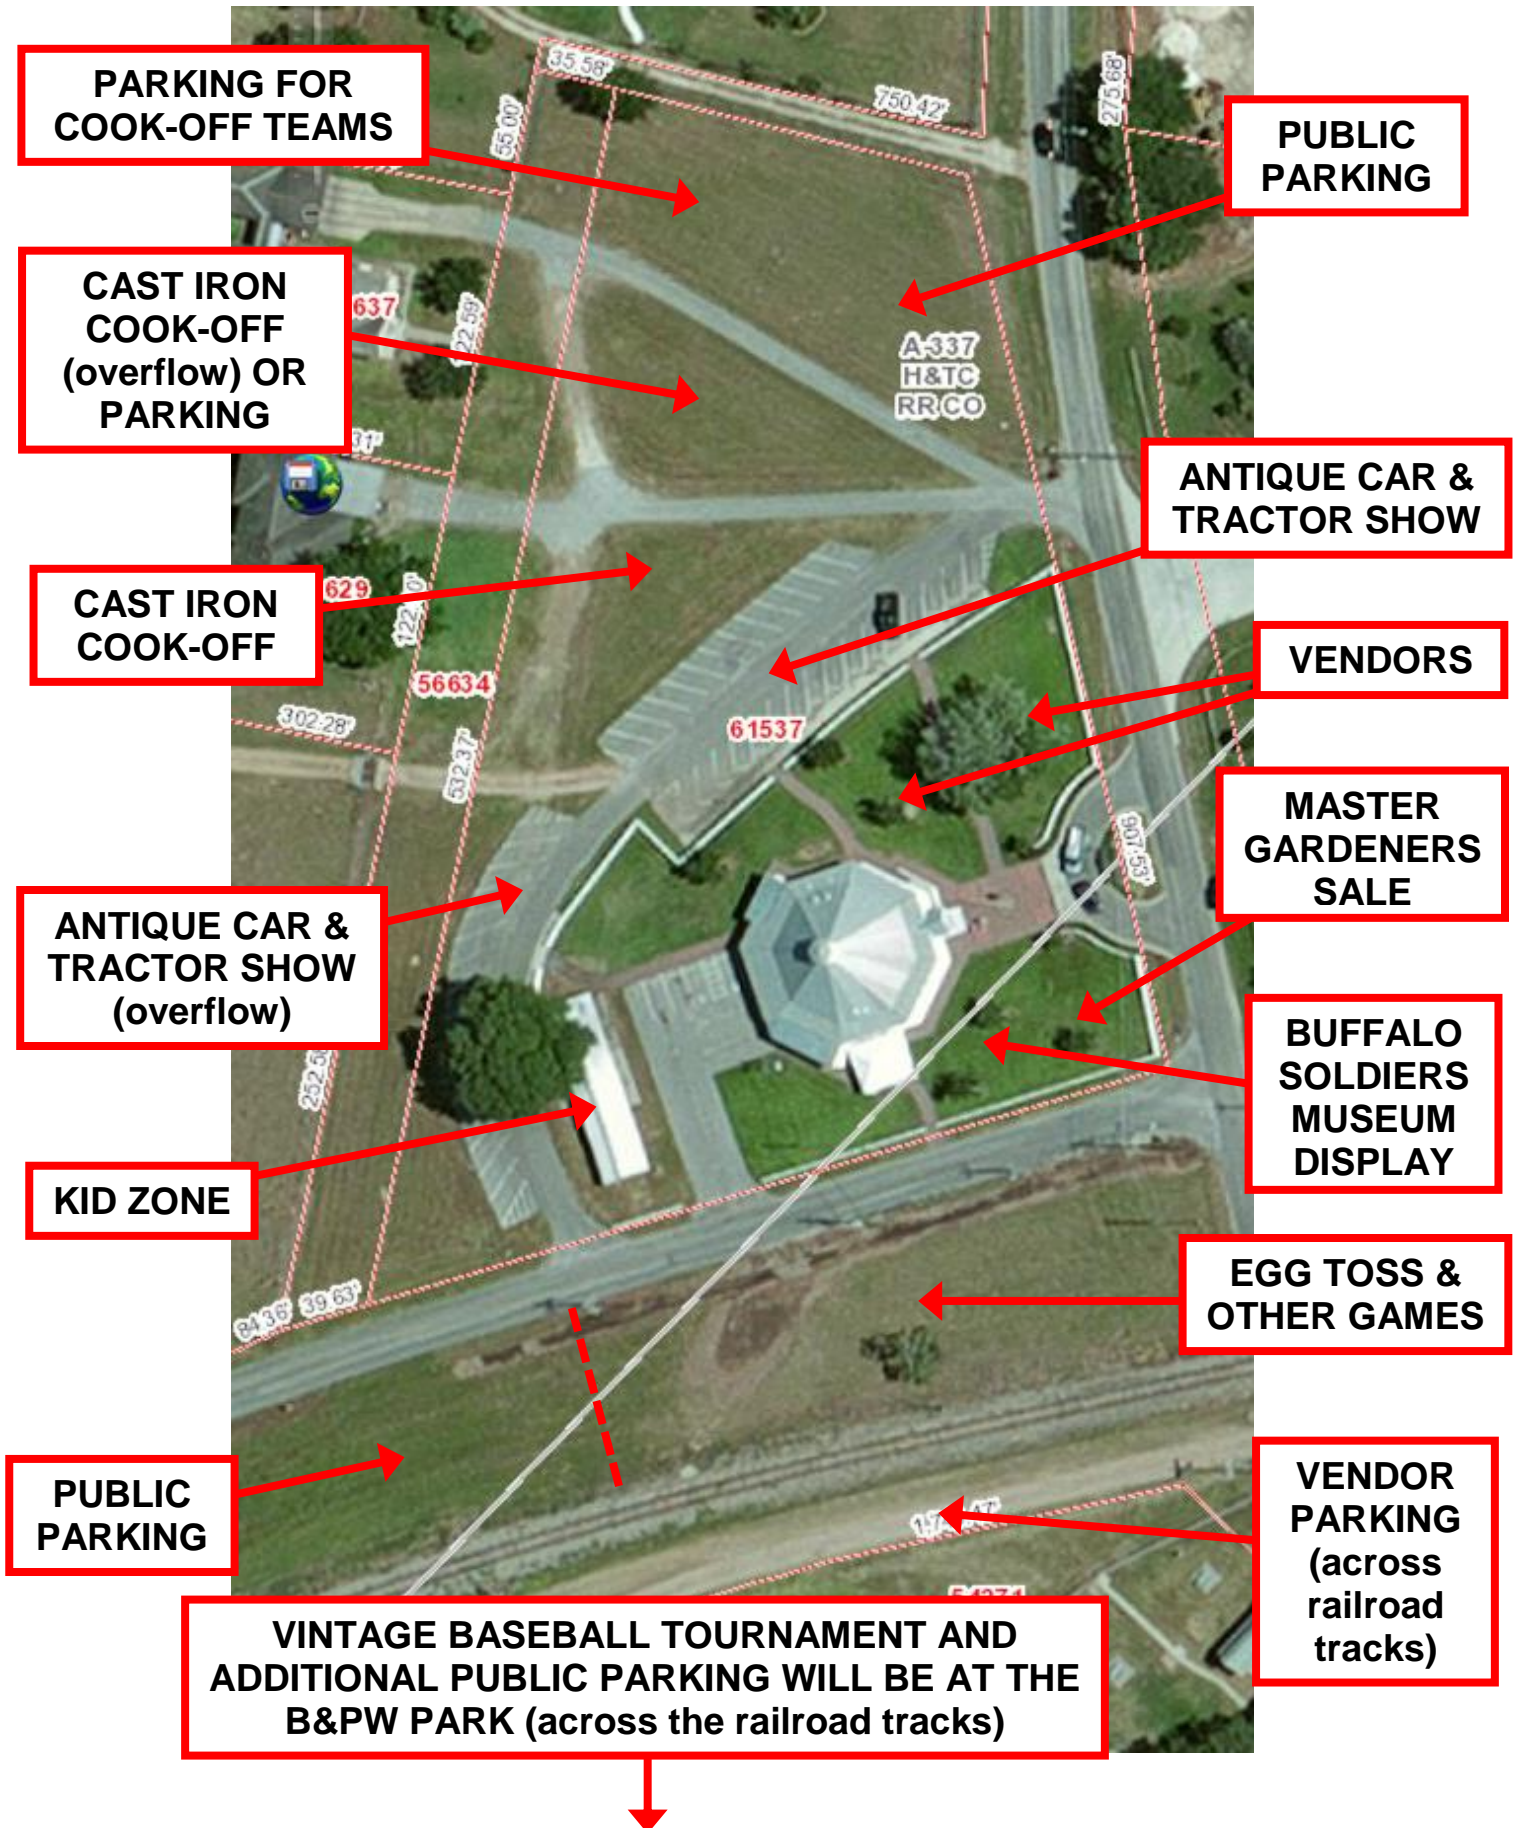 PARKING FOR
COOK-OFF TEAMS
35.58'
750.42'
275.68'
PUBLIC
PARKING
55.00'
CAST IRON
COOK-OFF
(overflow) OR
PARKING
637
22.59'
A-337
H&TC
RR CO
31'
ANTIQUE CAR &
TRACTOR SHOW
CAST IRON
COOK-OFF
629
56634
302.28'
532.37'
61537
VENDORS
MASTER
GARDENERS
SALE
907.53'
ANTIQUE CAR &
TRACTOR SHOW
(overflow)
BUFFALO
SOLDIERS
MUSEUM
DISPLAY
KID ZONE
84.36'
39.63'
EGG TOSS &
OTHER GAMES
PUBLIC
PARKING
VENDOR
PARKING
(across
railroad
tracks)
VINTAGE BASEBALL TOURNAMENT AND
ADDITIONAL PUBLIC PARKING WILL BE AT THE
B&PW PARK (across the railroad tracks)